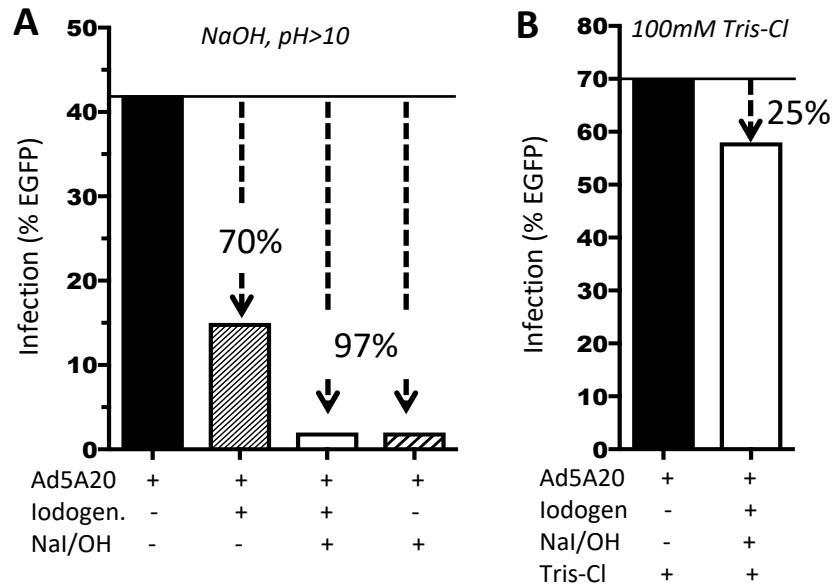 A
NaOH, pH>10
Infection (% EGFP)
50
40
30
20
10
0
70%
97%
Ad5A20 + + + +
Iodogen. - + + -
NaI/OH - - + +
B
100mM Tris-Cl
Infection (% EGFP)
80
70
60
50
40
30
20
10
0
25%
Ad5A20 + +
Iodogen - +
NaI/OH - +
Tris-Cl + +